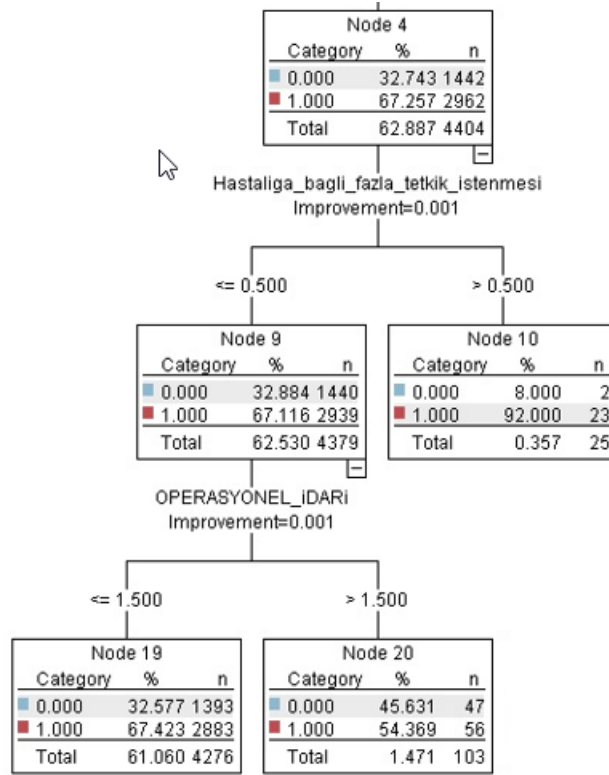 Node 4
Category % n
0.000 32.743 1442
1.000 67.257 2962
Total 62.887 4404
Hastaliga_bagli_fazla_tetkik_istenmesi
Improvement=0.001
<= 0.500
> 0.500
Node 9
Category % n
0.000 32.884 1440
1.000 67.116 2939
Total 62.530 4379
Node 10
Category % n
0.000 8.000 2
1.000 92.000 23
Total 0.357 25
OPERASYONEL_iDARi
Improvement=0.001
<= 1.500
> 1.500
Node 19
Category % n
0.000 32.577 1393
1.000 67.423 2883
Total 61.060 4276
Node 20
Category % n
0.000 45.631 47
1.000 54.369 56
Total 1.471 103